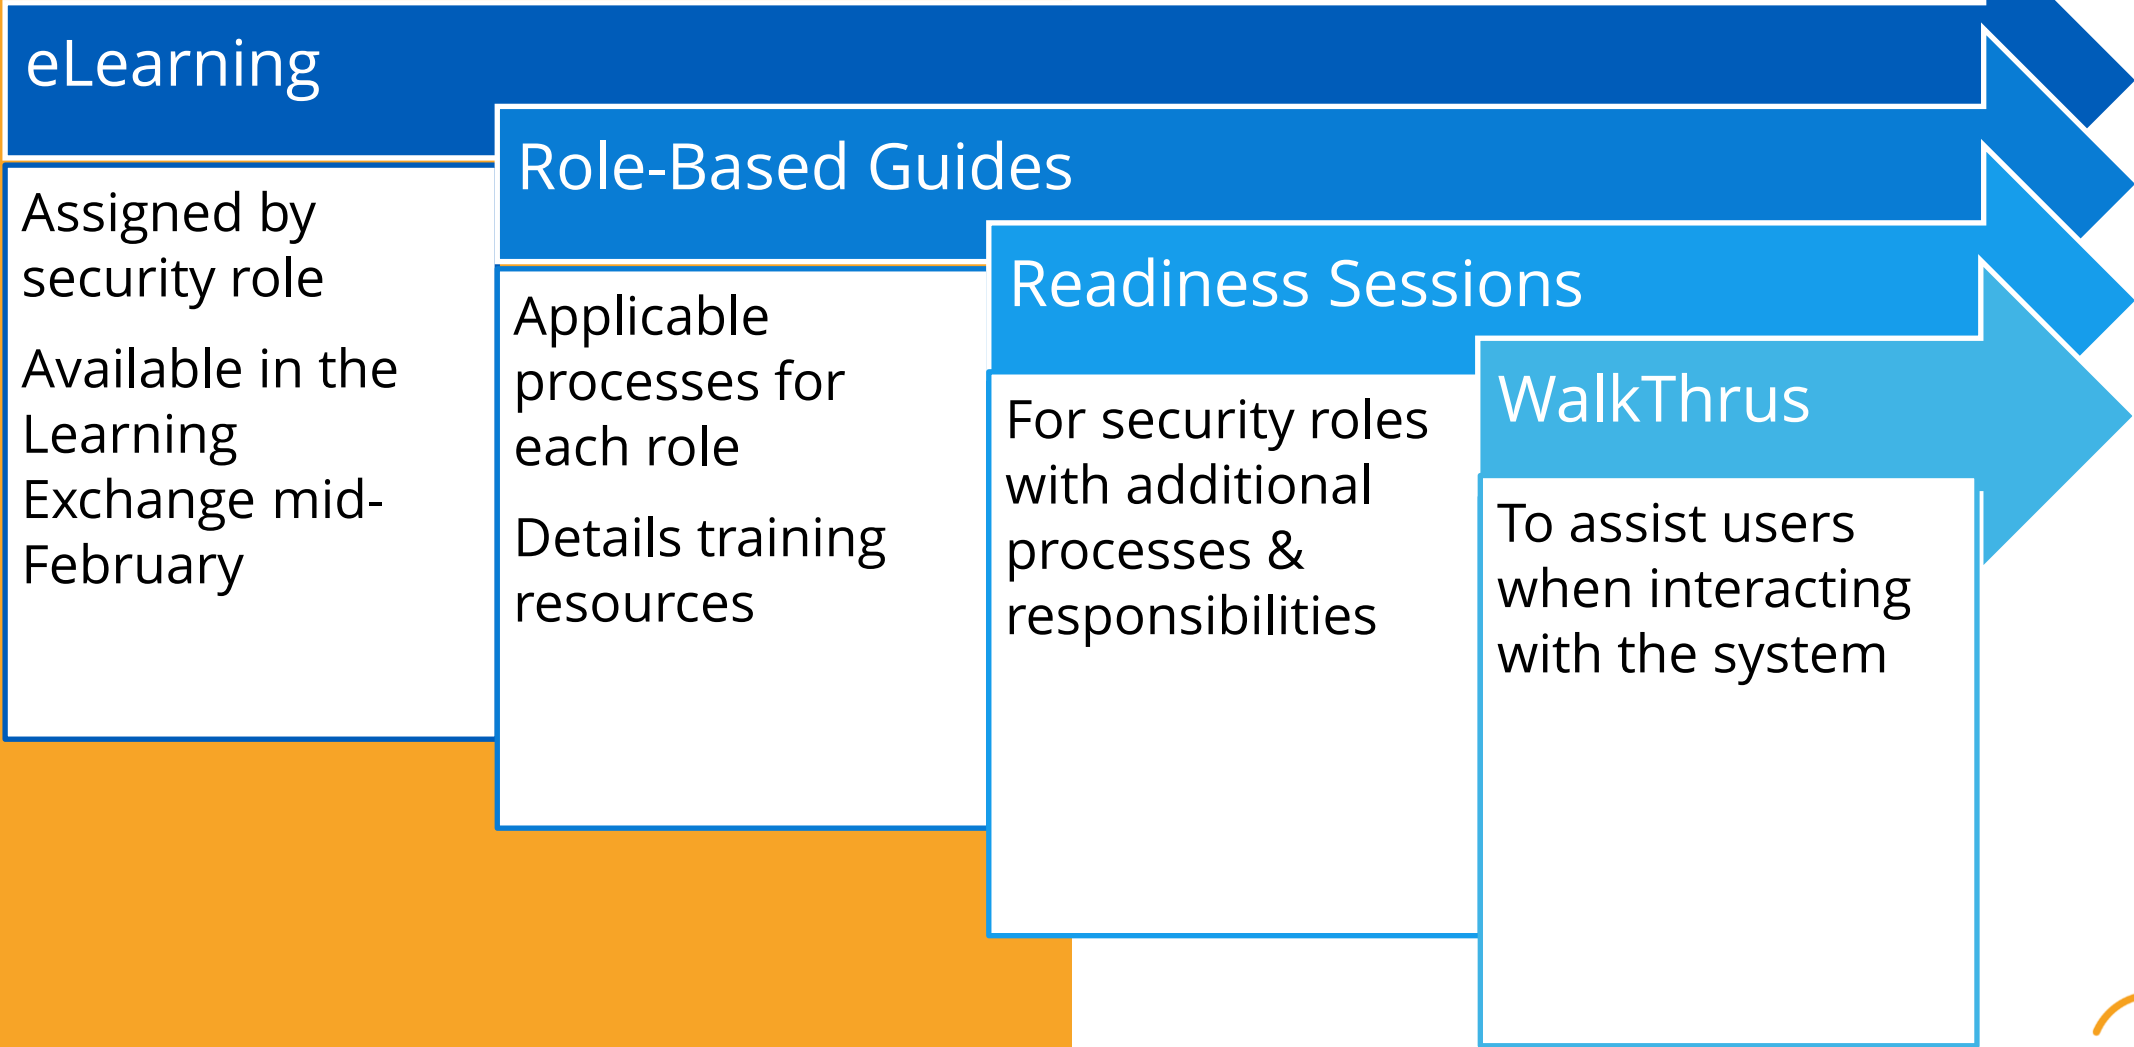 eLearning
Assigned by
security role
Available in the
Learning
Exchange mid-
February
Role-Based Guides
Applicable
processes for
each role
Details training
resources
Readiness Sessions
For security roles
with additional
processes &
responsibilities
WalkThrus
To assist users
when interacting
with the system